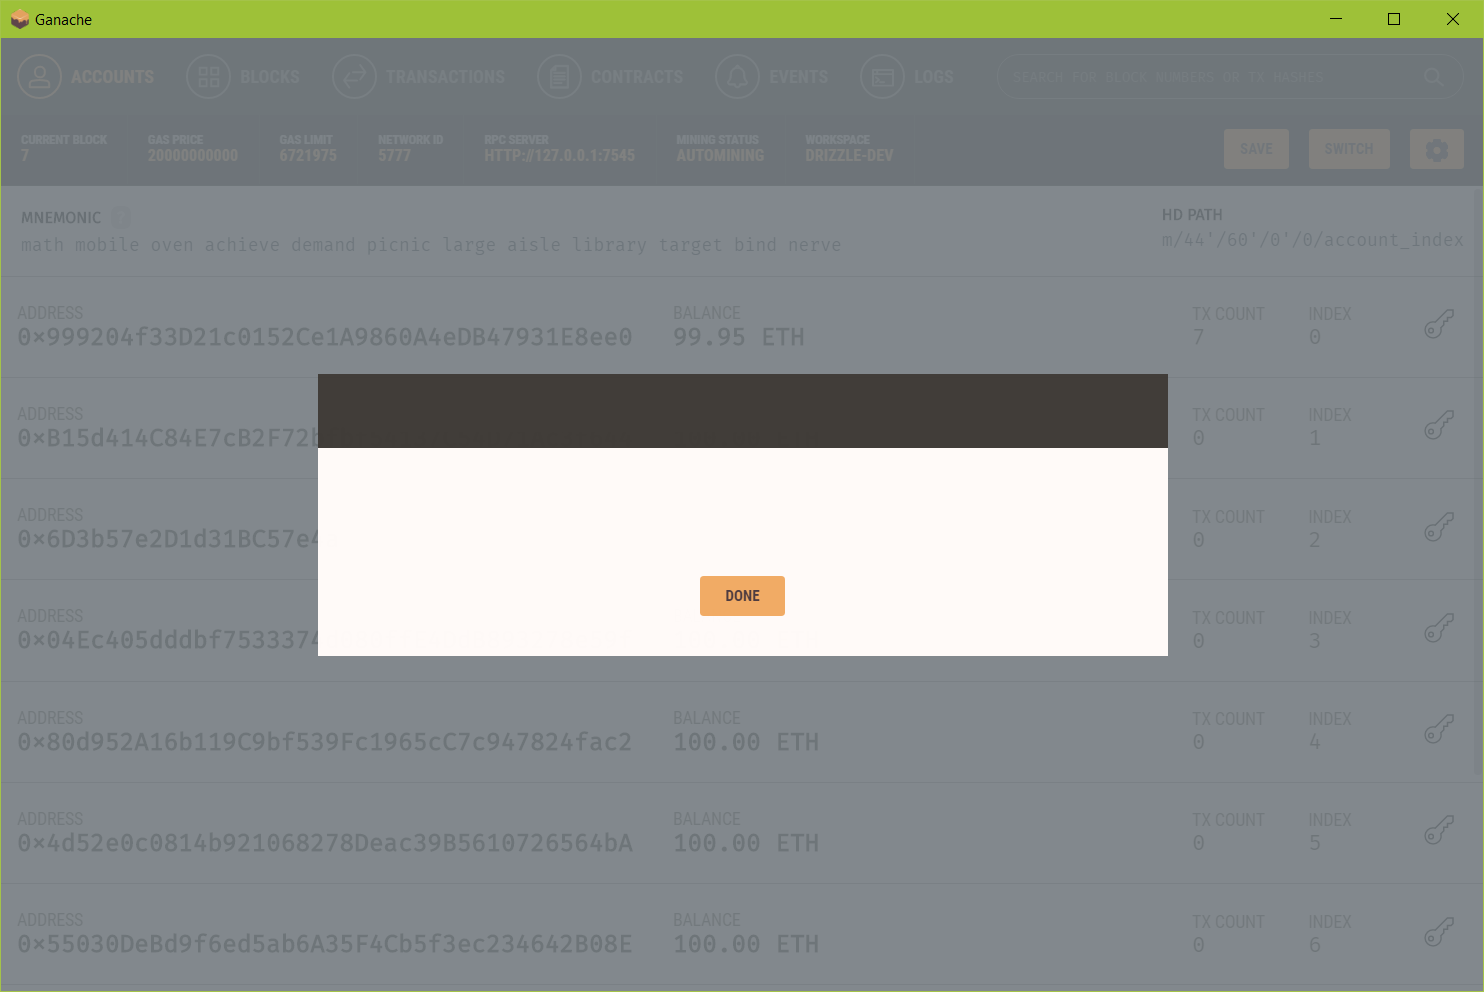 Ganache
ACCOUNTS BLOCKS TRANSACTIONS CONTRACTS EVENTS LOGS SEARCH FOR BLOCK NUMBERS OR TX HASHES
CURRENT BLOCK GAS PRICE GAS LIMIT NETWORK ID RPC SERVER MINING STATUS WORKSPACE
7 20000000000 6721975 5777 HTTP://127.0.0.1:7545 AUTOMINING DRIZZLE-DEV
SAVE SWITCH
MNEMONIC HD PATH
math mobile oven achieve demand picnic large aisle library target bind nerve m/44'/60'/0'/0/account_index
ADDRESS BALANCE TX COUNT INDEX
0x999204f33D21c0152Ce1A9860A4eDB47931E8ee0 99.95 ETH 7 0
ADDRESS TX COUNT INDEX
0xB15d414C84E7cB2F72b 0 1
ADDRESS TX COUNT INDEX
0x6D3b57e2D1d31BC57e4 0 2
ADDRESS TX COUNT INDEX
0x04Ec405dddbf7533374 0 3
DONE
ADDRESS BALANCE TX COUNT INDEX
0x80d952A16b119C9bf539Fc1965cC7c947824fac2 100.00 ETH 0 4
ADDRESS BALANCE TX COUNT INDEX
0x4d52e0c0814b921068278Deac39B5610726564bA 100.00 ETH 0 5
ADDRESS BALANCE TX COUNT INDEX
0x55030DeBd9f6ed5ab6A35F4Cb5f3ec234642B08E 100.00 ETH 0 6